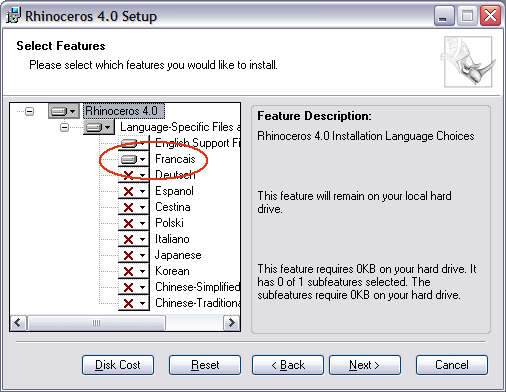 Rhinoceros 4.0 Setup
Select Features
Please select which features you would like to install.
Rhinoceros 4.0
Language-Specific Files a
English Support Fi
Francais
Deutsch
Espanol
Cestina
Polski
Italiano
Japanese
Korean
Chinese-Simplified
Chinese-Traditiona
Feature Description:
Rhinoceros 4.0 Installation Language Choices
This feature will remain on your local hard
drive.
This feature requires 0KB on your hard drive. It
has 0 of 1 subfeatures selected. The
subfeatures require 0KB on your hard drive.
Disk Cost
Reset
< Back
Next >
Cancel